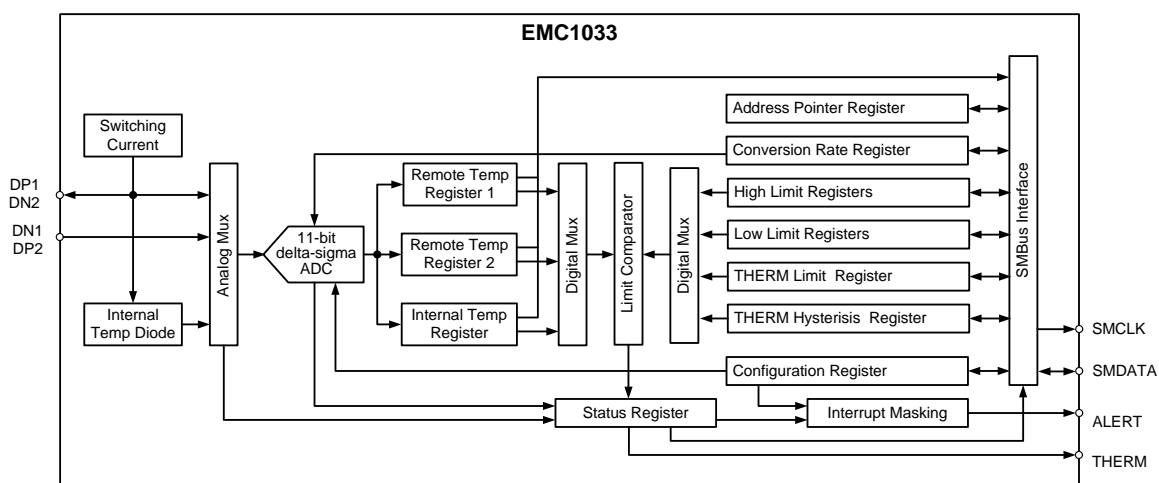 EMC1033
Switching
Current
DP1
DN2
DN1
DP2
Internal
Temp Diode
Analog Mux
11-bit
delta-sigma
ADC
Remote Temp
Register 1
Remote Temp
Register 2
Internal Temp
Register
Digital Mux
Limit Comparator
Digital Mux
Address Pointer Register
Conversion Rate Register
High Limit Registers
Low Limit Registers
THERM Limit Register
THERM Hysterisis Register
Configuration Register
Status Register
Interrupt Masking
SMBus Interface
SMCLK
SMDATA
ALERT
THERM